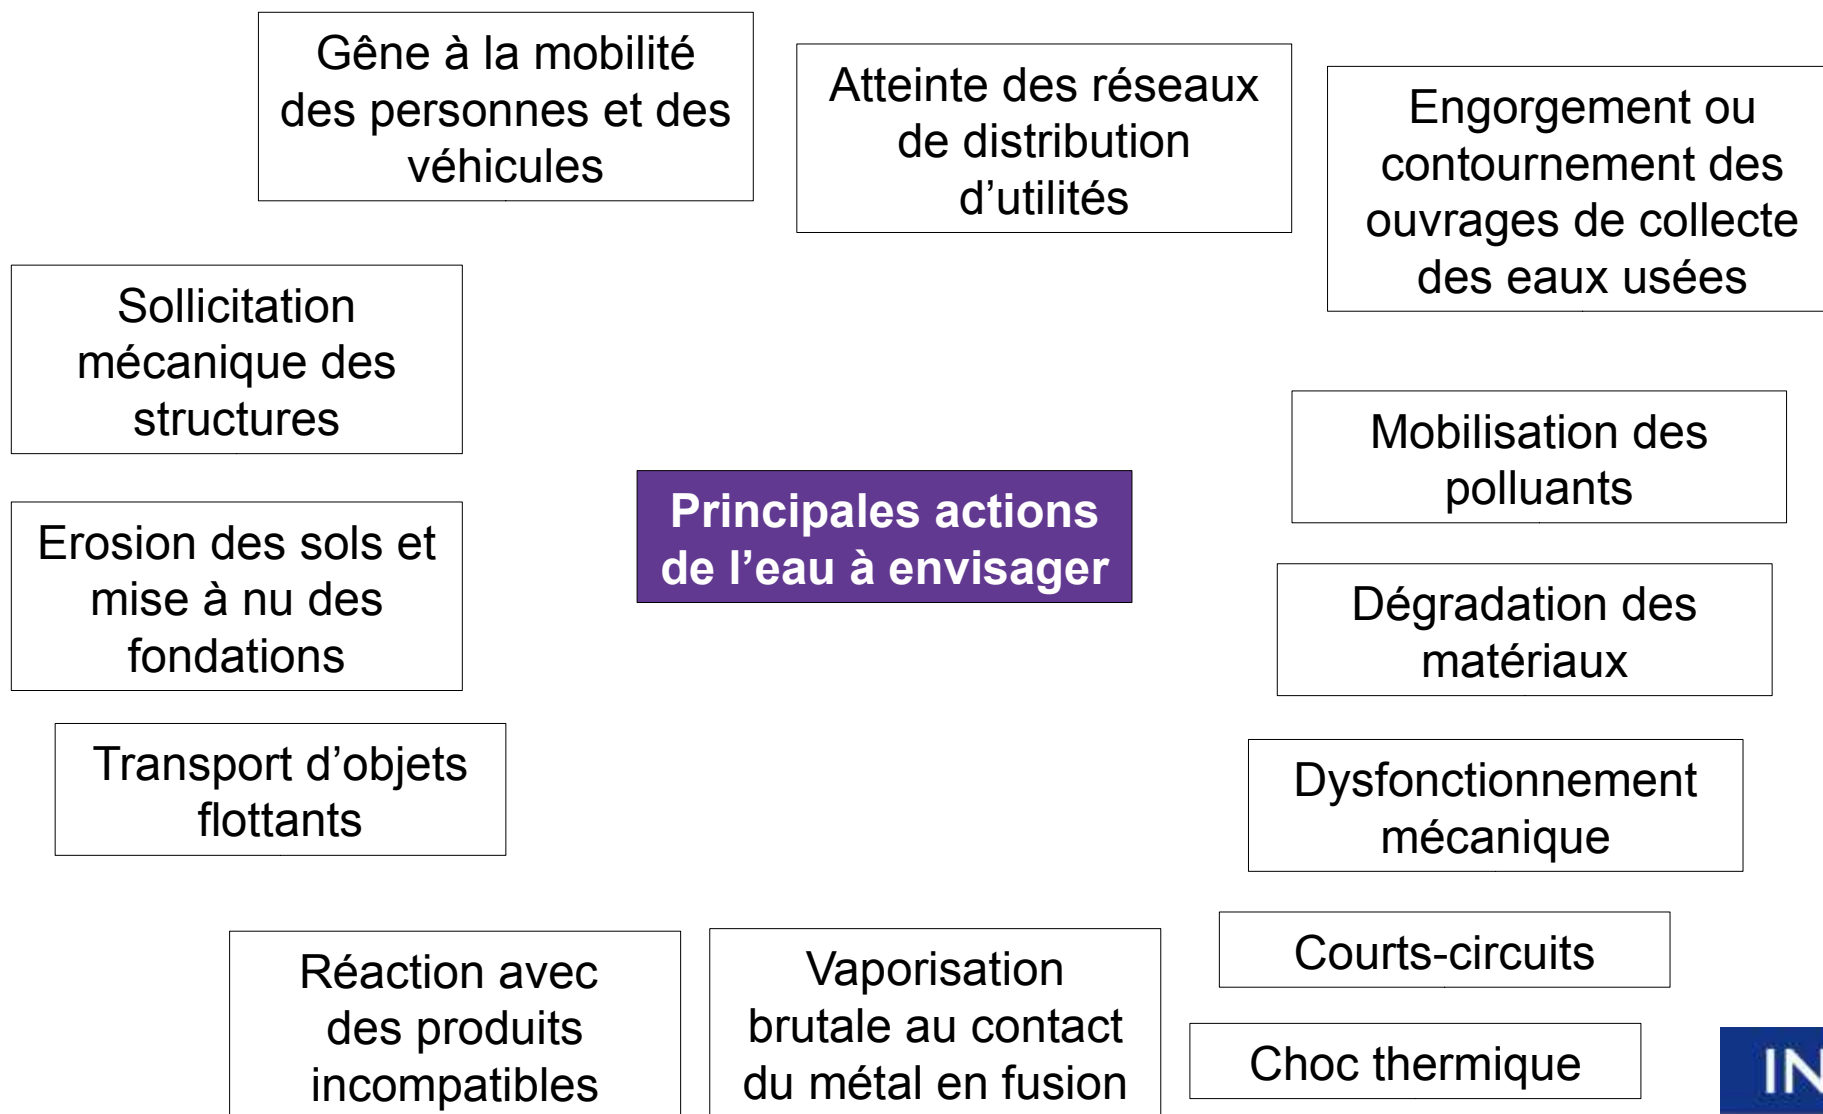 Gêne à la mobilité
des personnes et des
véhicules
Atteinte des réseaux
de distribution
d’utilités
Engorgement ou
contournement des
ouvrages de collecte
des eaux usées
Sollicitation
mécanique des
structures
Mobilisation des
polluants
Principales actions
de l’eau à envisager
Erosion des sols et
mise à nu des
fondations
Dégradation des
matériaux
Transport d’objets
flottants
Dysfonctionnement
mécanique
Courts-circuits
Réaction avec
des produits
incompatibles
Vaporisation
brutale au contact
du métal en fusion
Choc thermique
IN